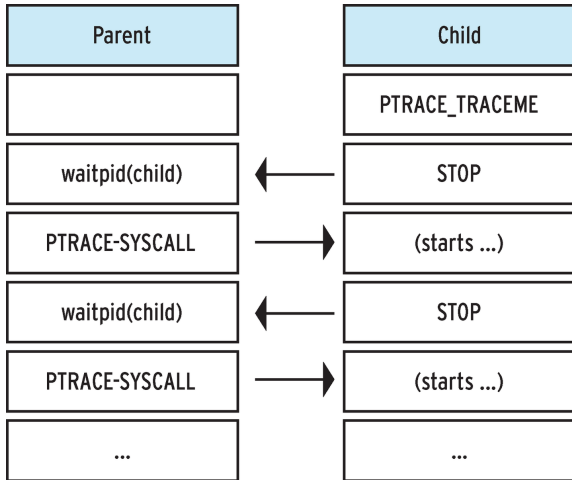 Parent
Child
PTRACE_TRACEME
waitpid(child)
STOP
PTRACE-SYSCALL
(starts ...)
waitpid(child)
STOP
PTRACE-SYSCALL
(starts ...)
...
...